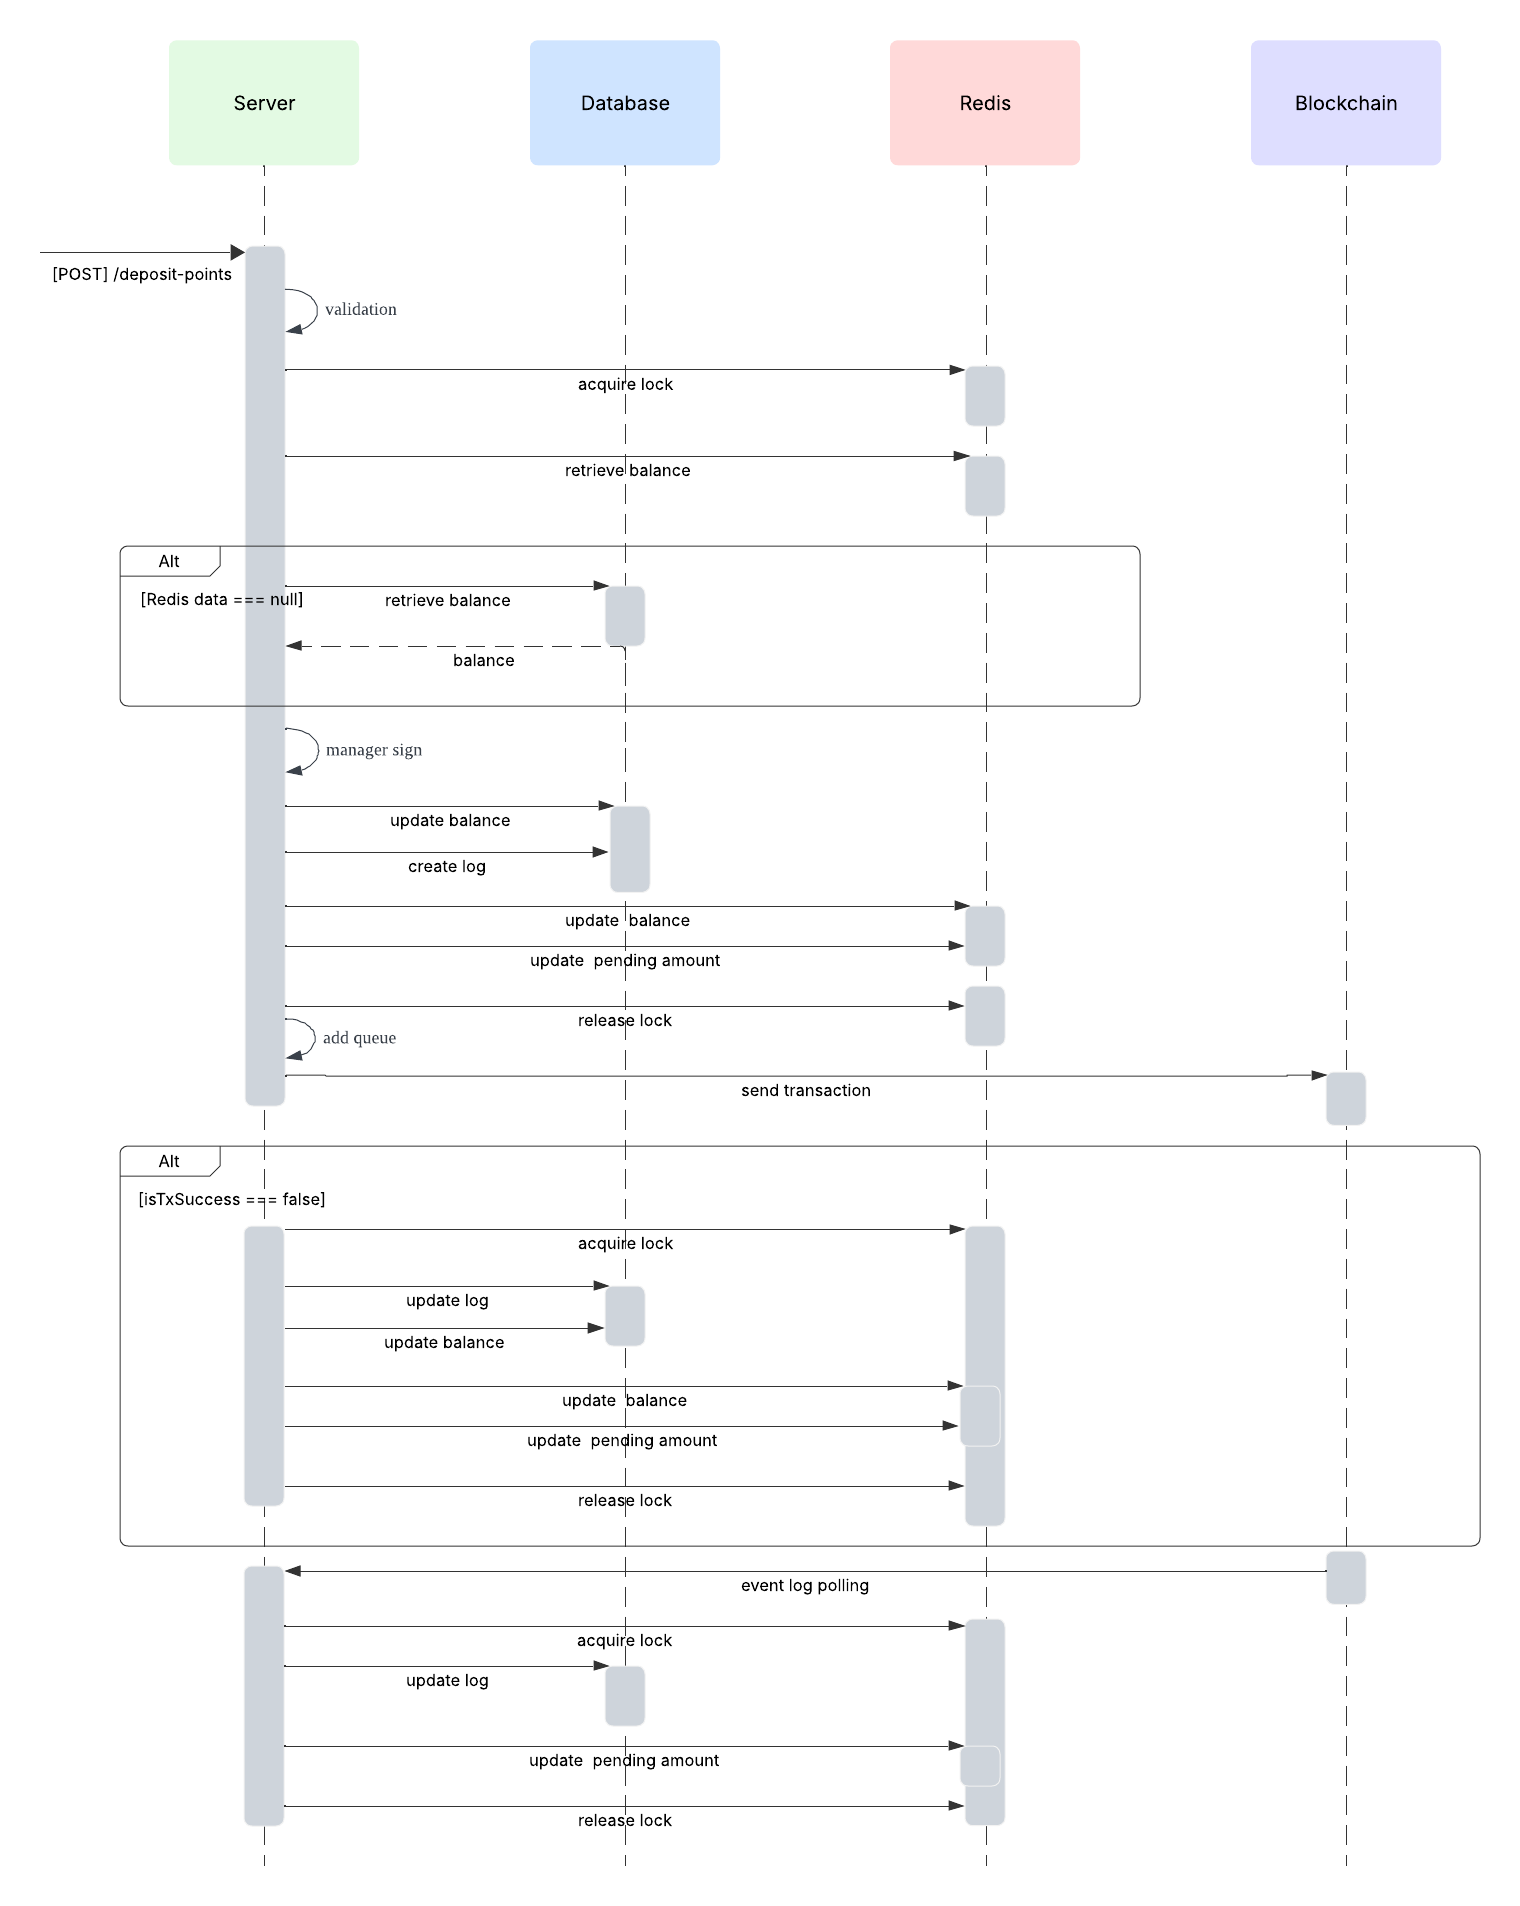 Server
Database
Redis
Blockchain
[POST] /deposit-points
validation
acquire lock
retrieve balance
Alt
[Redis data === null]
retrieve balance
balance
manager sign
update balance
create log
update  balance
update  pending amount
release lock
add queue
send transaction
Alt
[isTxSuccess === false]
acquire lock
update log
update balance
update  balance
update  pending amount
release lock
event log polling
acquire lock
update log
update  pending amount
release lock